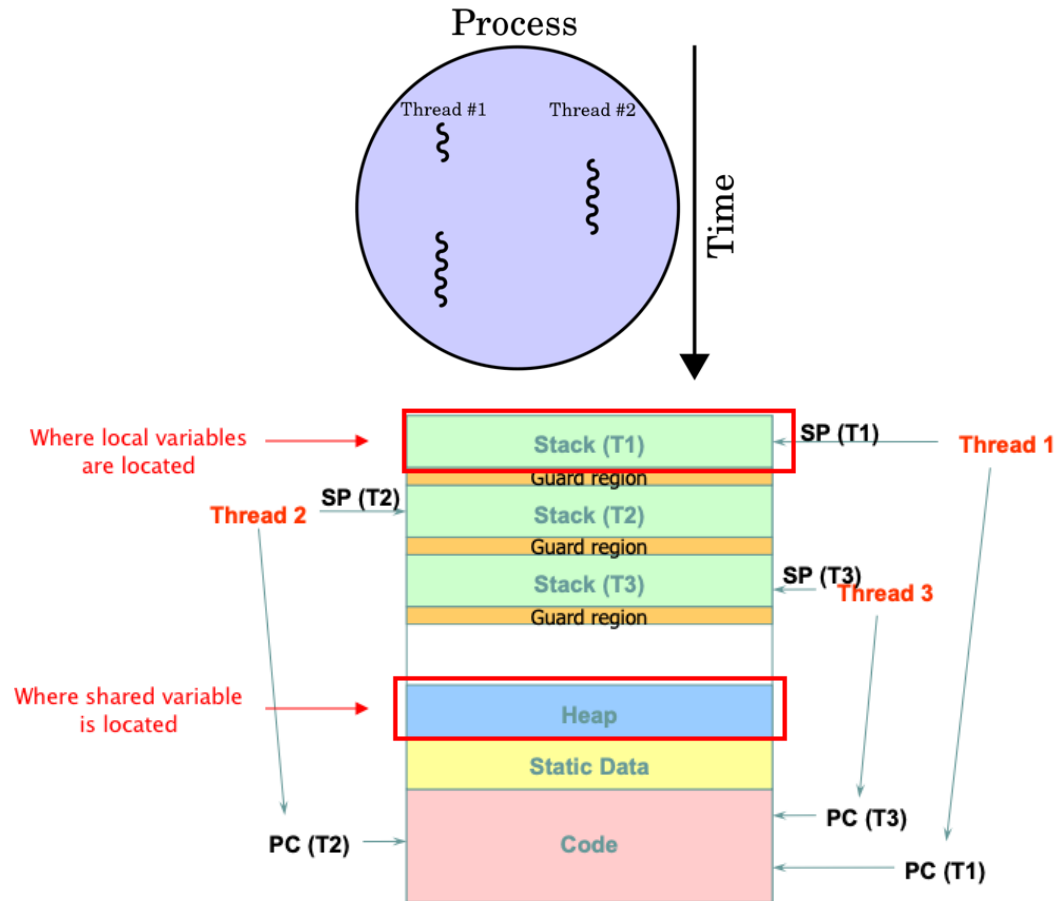 Process
Thread #1
Thread #2
Time
Where local variables
are located
Stack (T1)
SP (T1)
Thread 1
Guard region
SP (T2)
Thread 2
Stack (T2)
Guard region
Stack (T3)
SP (T3)
Thread 3
Guard region
Where shared variable
is located
Heap
Static Data
PC (T2)
Code
PC (T3)
PC (T1)